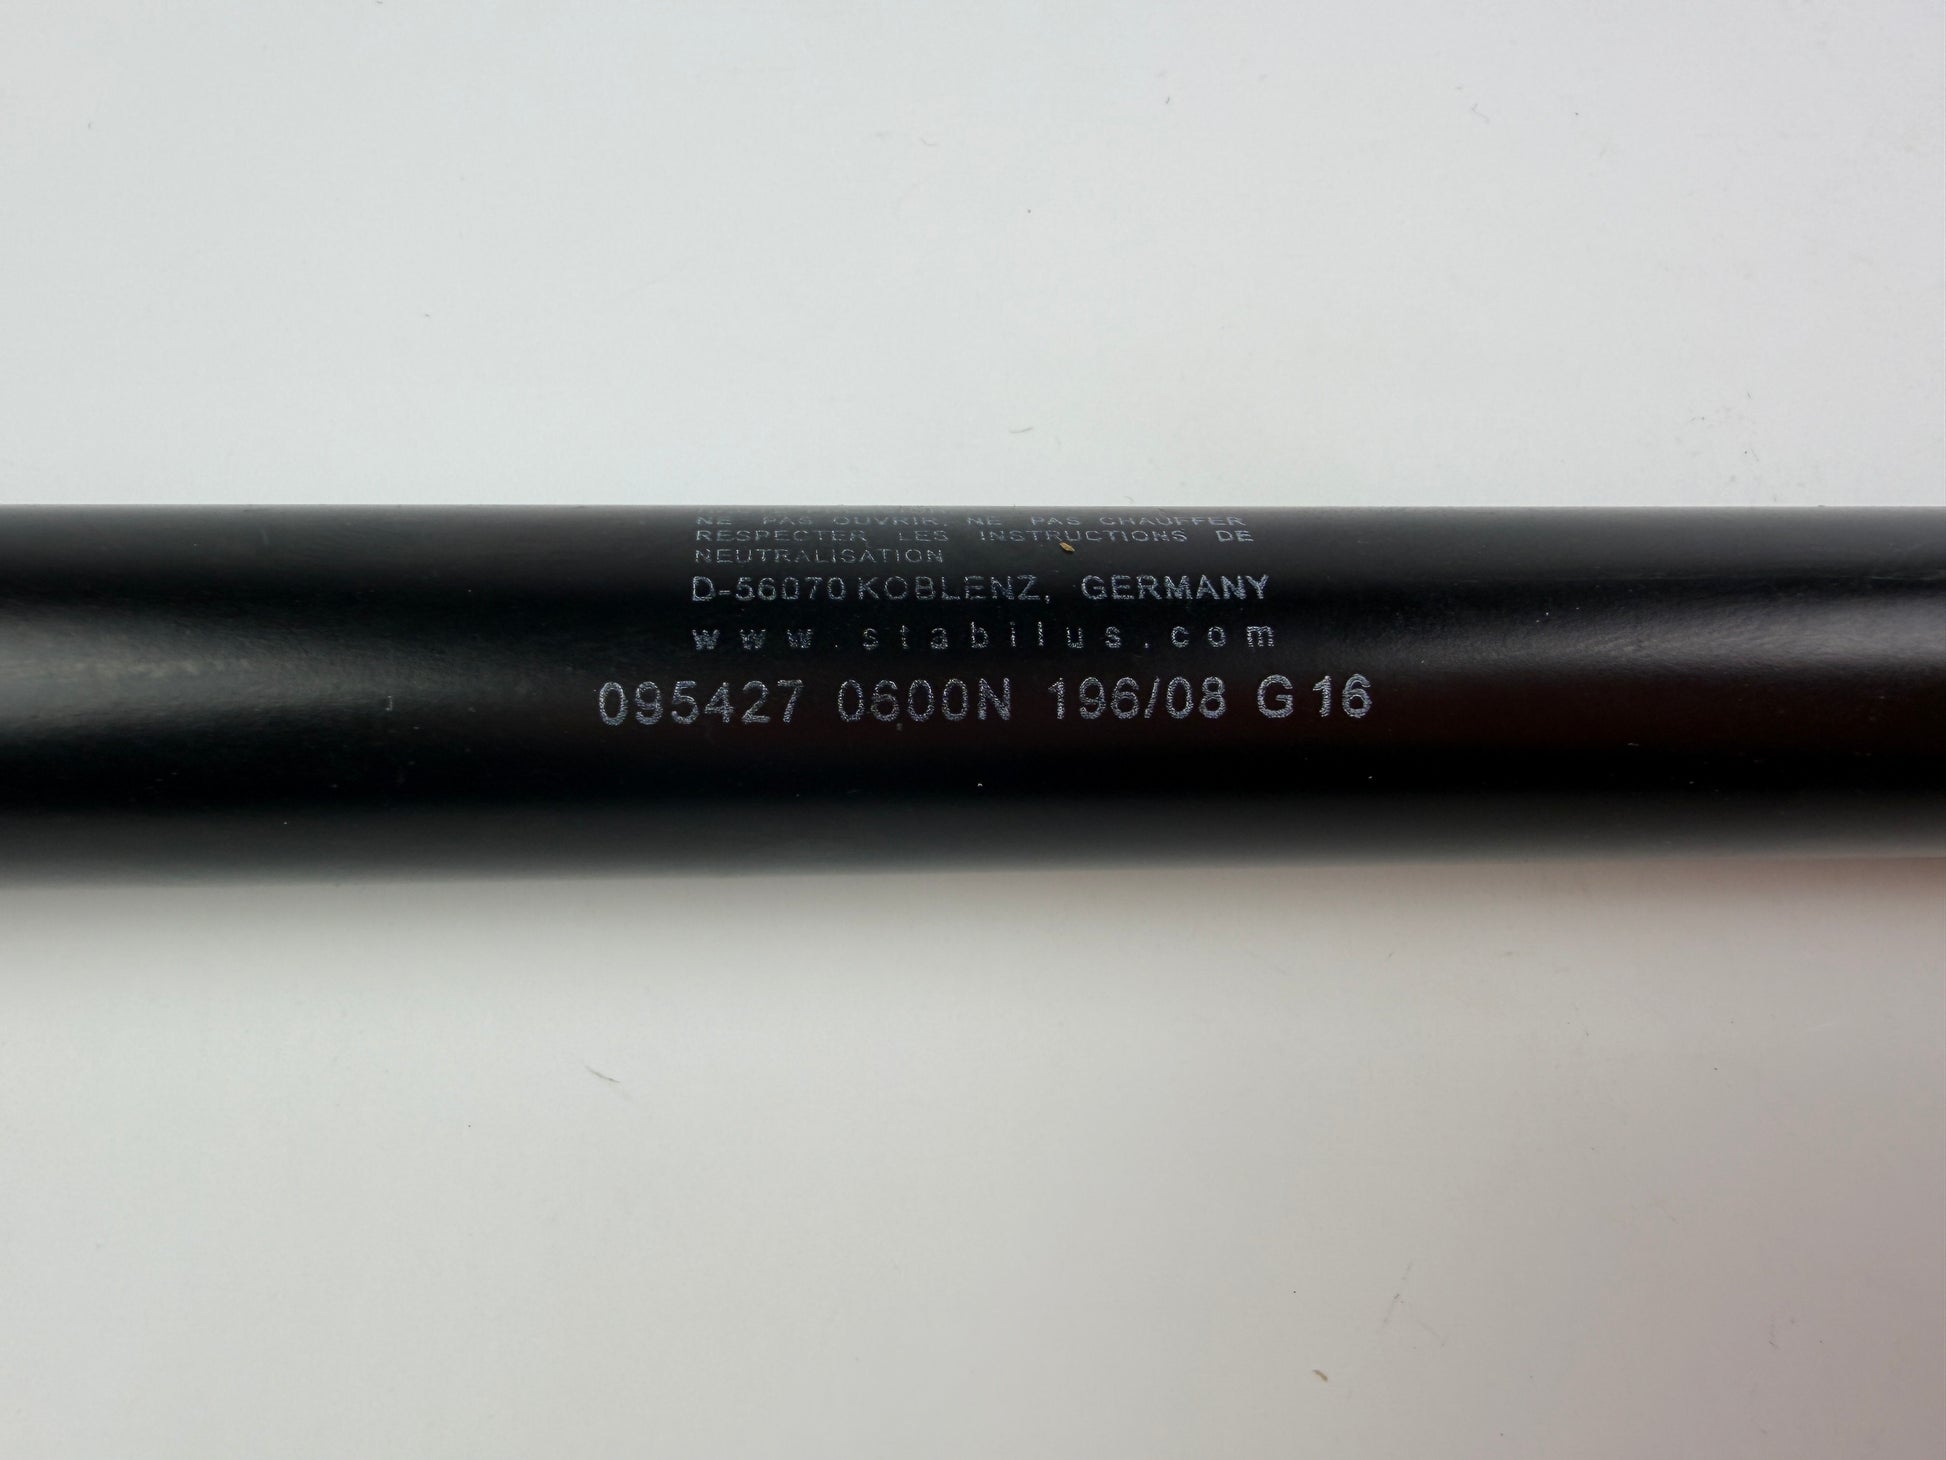 NE PAS OUVRIR. NE PAS CHAUFFER
RESPECTER LES INSTRUCTIONS DE
NEUTRALISATION
D-56070 KOBLENZ, GERMANY
www.stabilus.com
095427 0600N 196/08 G 16